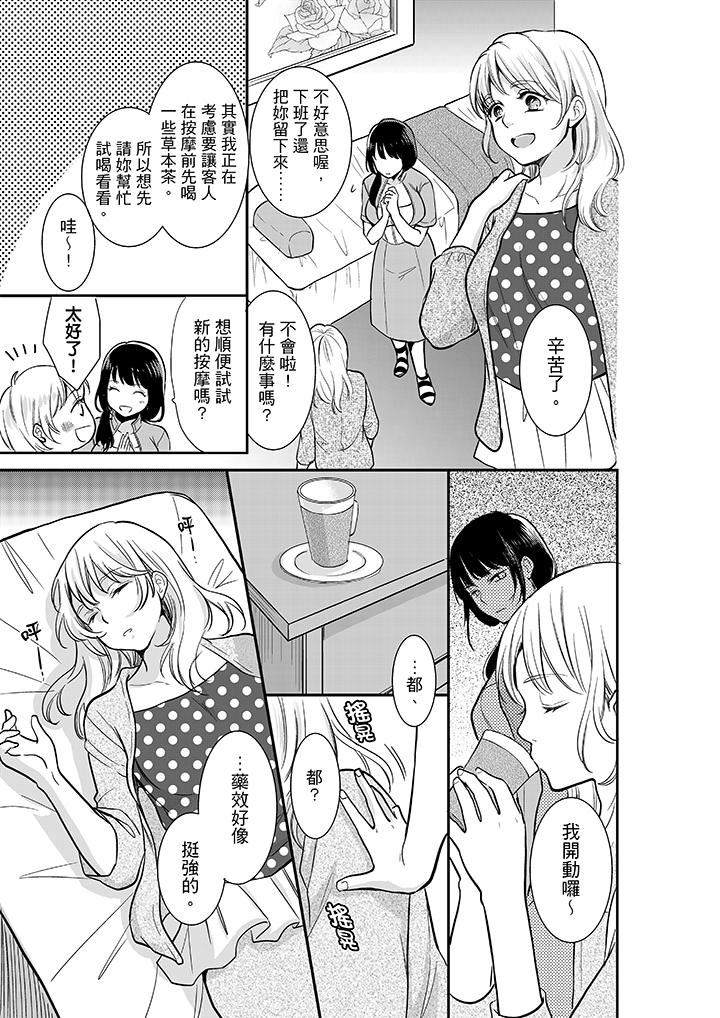 辛苦了。
不好意思喔，
下班了還
把妳留下來……
不會啦！
有什麼事嗎？
其實我正在
考慮要讓客人
在按摩前先喝
一些草本茶。
所以想先
請妳幫忙
試喝看看。
哇～！
想順便試試
新的按摩嗎？
太好了！
我開動囉～
…都、
搖晃
都？
搖晃
呼…
呼…
…藥效好像
挺強的。